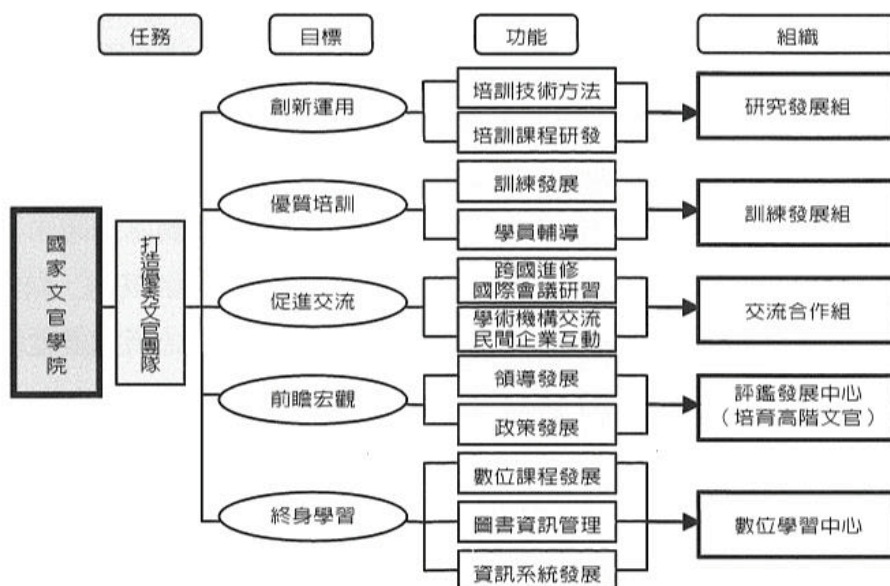 任務
目標
功能
組織
國家文官學院
打造優秀文官團隊
創新運用
培訓技術方法
培訓課程研發
研究發展組
優質培訓
訓練發展
學員輔導
訓練發展組
促進交流
跨國進修
國際會議研習
學術機構交流
民間企業互動
交流合作組
前瞻宏觀
領導發展
政策發展
評鑑發展中心
（培育高階文官）
終身學習
數位課程發展
圖書資訊管理
資訊系統發展
數位學習中心